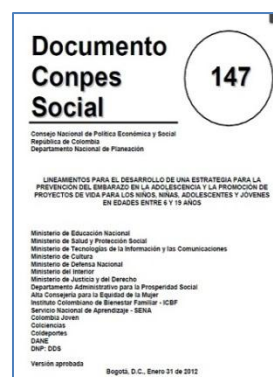 Documento
Conpes
Social
147
Consejo Nacional de Política Económica y Social
República de Colombia
Departamento Nacional de Planeación
LINEAMIENTOS PARA EL DESARROLLO DE UNA ESTRATEGIA PARA LA
PREVENCIÓN DEL EMBARAZO EN LA ADOLESCENCIA Y LA PROMOCIÓN DE
PROYECTOS DE VIDA PARA LOS NIÑOS, NIÑAS, ADOLESCENTES Y JÓVENES
EN EDADES ENTRE 6 Y 19 AÑOS
Ministerio de Educación Nacional
Ministerio de Salud y Protección Social
Ministerio de Tecnologías de la Información y las Comunicaciones
Ministerio de Cultura
Ministerio de Defensa Nacional
Ministerio del Interior
Ministerio de Justicia y del Derecho
Departamento Administrativo para la Prosperidad Social
Alta Consejería para la Equidad de la Mujer
Instituto Colombiano de Bienestar Familiar - ICBF
Servicio Nacional de Aprendizaje - SENA
Colombia Joven
Colciencias
Coldeportes
DANE
DNP: DDS
Versión aprobada
Bogotá, D.C., Enero 31 de 2012